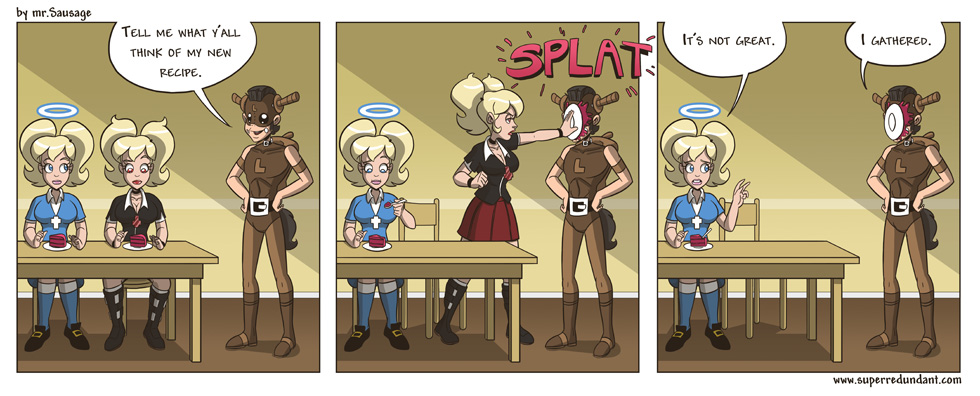 by mr.Sausage
Tell me what y'all
think of my new
recipe.
L
SPLAT
L
It's not great.
I gathered.
L
www.superredundant.com